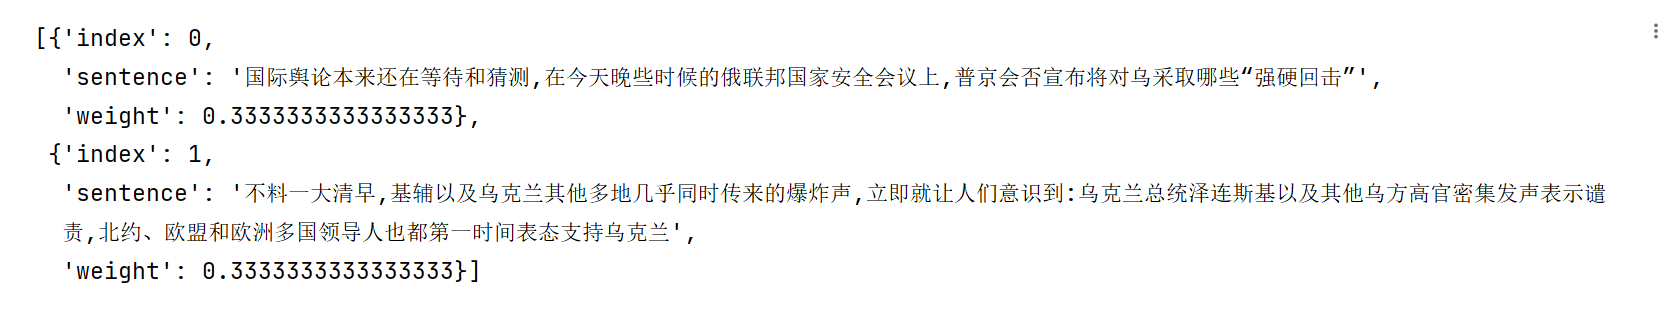 [{'index': 0,
'sentence': '国际舆论本来还在等待和猜测,在今天晚些时候的俄联邦国家安全会议上,普京会否宣布将对乌采取哪些“强硬回击”',
'weight': 0.3333333333333333},
{'index': 1,
'sentence': '不料一大清早,基辅以及乌克兰其他多地几乎同时传来的爆炸声,立即就让人们意识到:乌克兰总统泽连斯基以及其他乌方高官密集发声表示谴
责,北约、欧盟和欧洲多国领导人也都第一时间表态支持乌克兰',
'weight': 0.3333333333333333}]